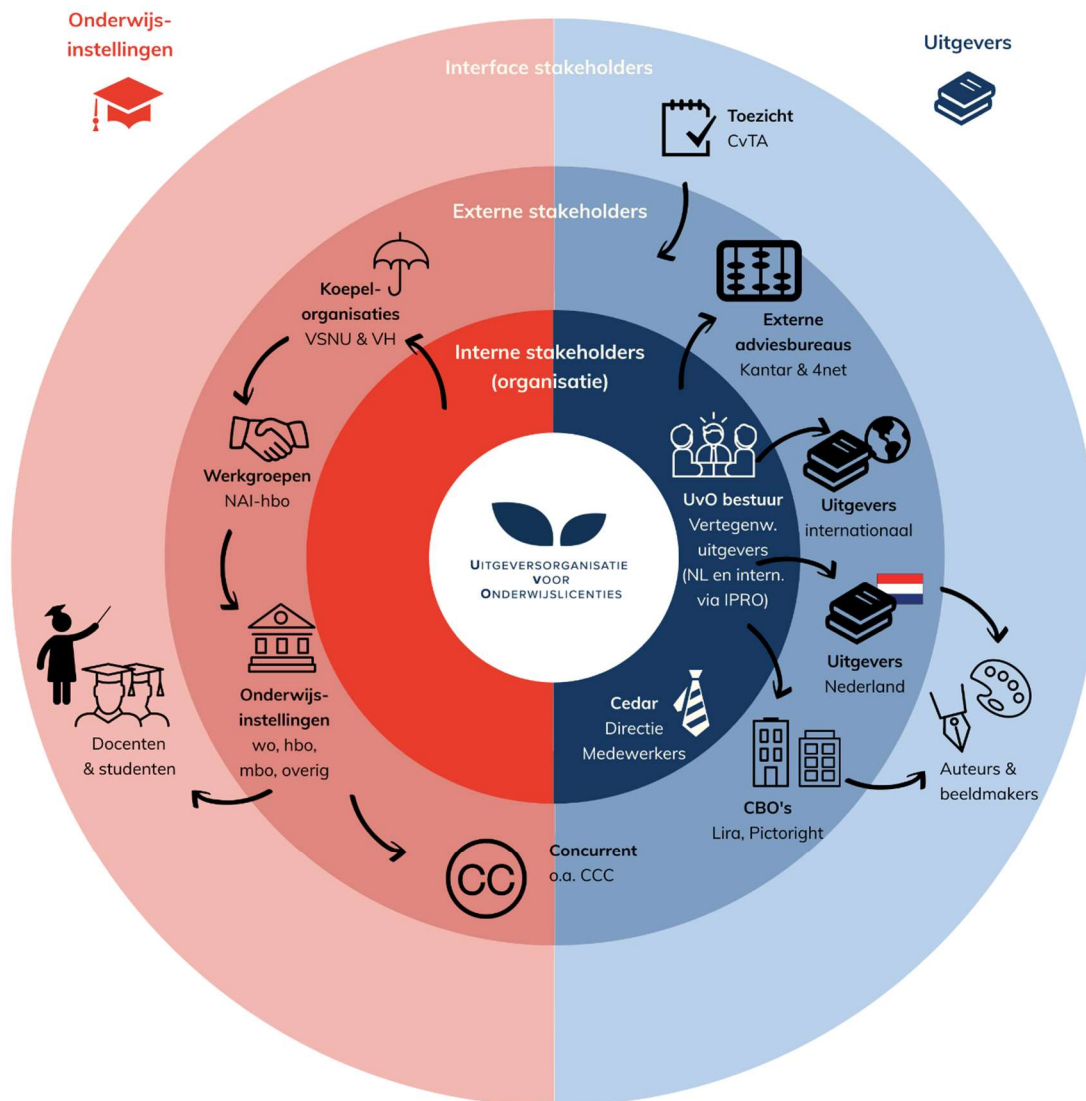 Onderwijs-
instellingen
Uitgevers
Interface stakeholders
Toezicht
CvTA
Externe stakeholders
Koepel-
organisaties
VSNU & VH
Externe
adviesbureaus
Kantar & 4net
Interne stakeholders
(organisatie)
Werkgroepen
NAI-hbo
UvO bestuur
Vertegenw.
uitgevers
(NL en intern.
via IPRO)
Uitgevers
internationaal
UITGEVERSORGANISATIE
VOOR
ONDERWIJSLICENTIES
Uitgevers
Nederland
Onderwijs-
instellingen
wo, hbo,
mbo, overig
Docenten
& studenten
Cedar
Directie
Medewerkers
Auteurs &
beeldmakers
CBO's
Lira, Pictoright
CC
Concurrent
o.a. CCC